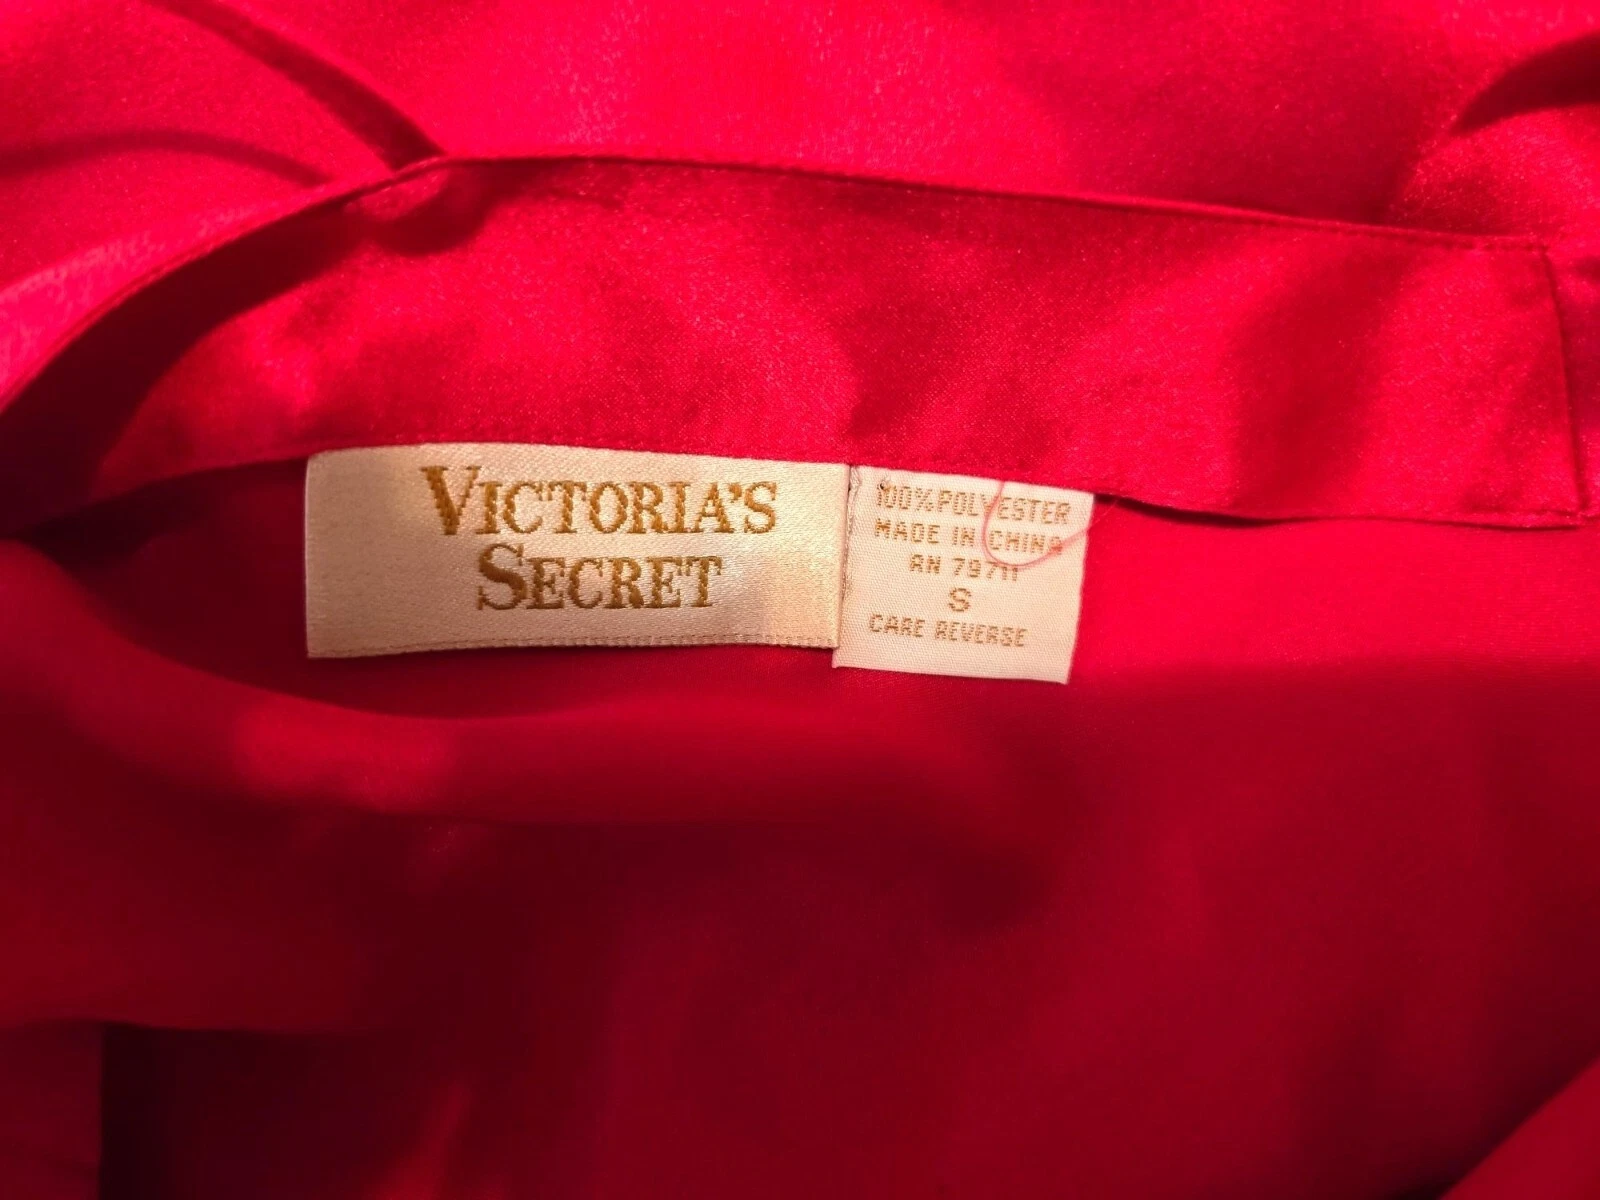 VICTORIA'S
SECRET
100% POLYESTER
MADE IN CHINA
RN 79711
S
CARE REVERSE